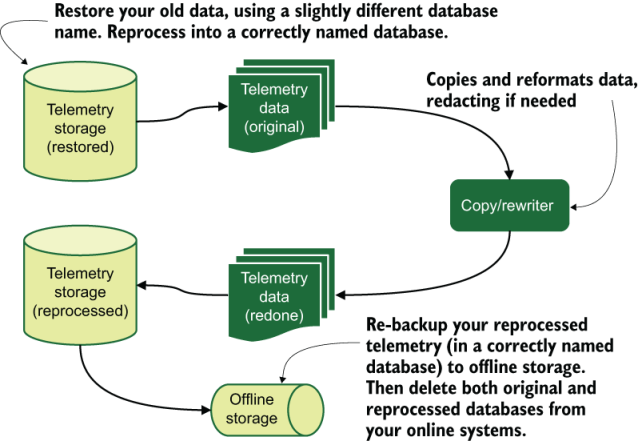 Restore your old data, using a slightly different database
name. Reprocess into a correctly named database.
Telemetry
storage
(restored)
Telemetry
data
(original)
Copies and reformats data,
redacting if needed
Copy/rewriter
Telemetry
storage
(reprocessed)
Telemetry
data
(redone)
Re-backup your reprocessed
telemetry (in a correctly named
database) to offline storage.
Then delete both original and
reprocessed databases from
your online systems.
Offline
storage